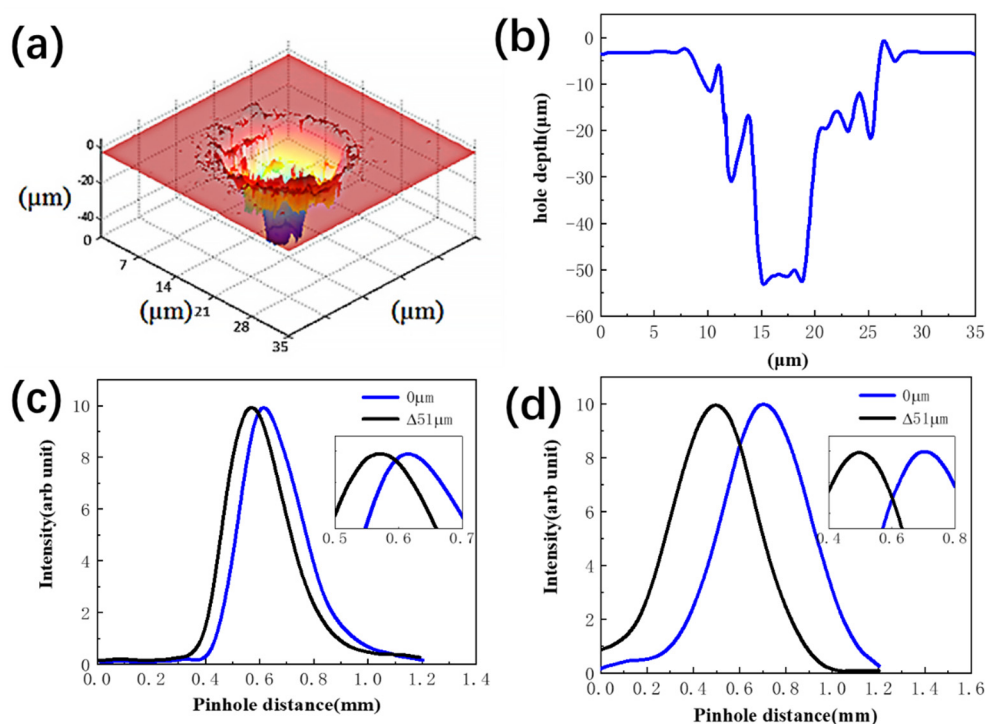 (a)
0
-20
(μm)
-40
0
7
14
(μm)
21
(μm)
28
35
(b)
0
-10
-20
-30
-40
-50
-60
hole depth(μm)
0 5 10 15 20 25 30 35
(μm)
(c)
10
8
6
4
2
0
Intensity(arb unit)
0μm
Δ51μm
0.5 0.6 0.7
0.0 0.2 0.4 0.6 0.8 1.0 1.2 1.4
Pinhole distance(mm)
(d)
10
8
6
4
2
0
Intensity(arb unit)
0μm
Δ51μm
0.4 0.6 0.8
0.0 0.2 0.4 0.6 0.8 1.0 1.2 1.4 1.6
Pinhole distance(mm)